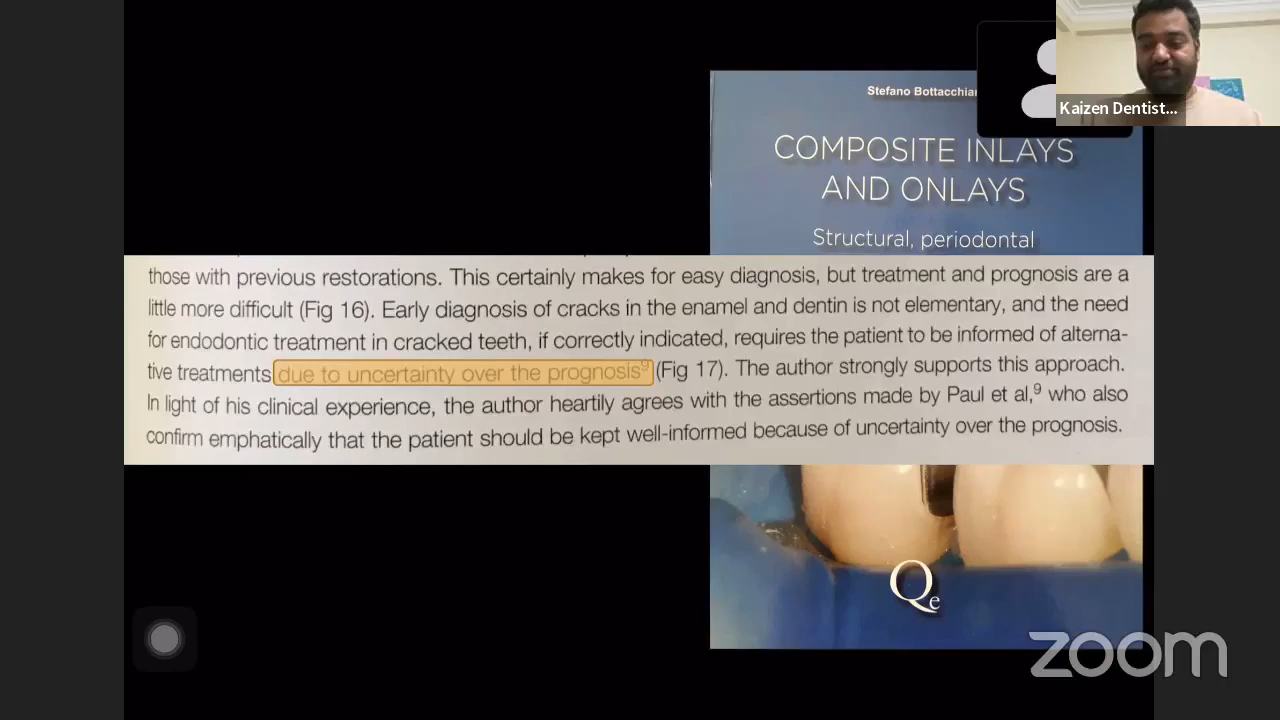 Stefano Bottacchiar
Kaizen Dentist...
COMPOSITE INLAYS
AND ONLAYS
Structural, periodontal
those with previous restorations. This certainly makes for easy diagnosis, but treatment and prognosis are a
little more difficult (Fig 16). Early diagnosis of cracks in the enamel and dentin is not elementary, and the need
for endodontic treatment in cracked teeth, if correctly indicated, requires the patient to be informed of alterna-
tive treatments due to uncertainty over the prognosis⁹ (Fig 17). The author strongly supports this approach.
In light of his clinical experience, the author heartily agrees with the assertions made by Paul et al,⁹ who also
confirm emphatically that the patient should be kept well-informed because of uncertainty over the prognosis.
Qe
zoom